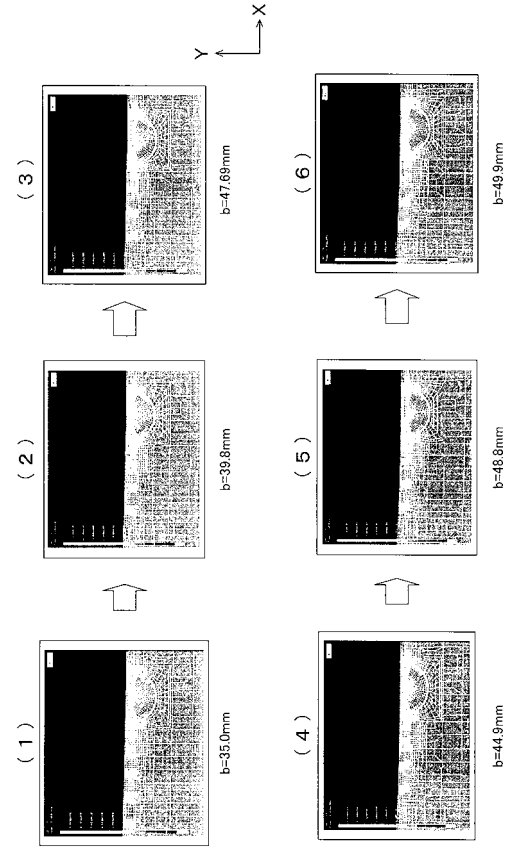 (1)
b=35.0mm
(2)
b=39.8mm
(3)
b=47.69mm
Y
X
(4)
b=44.9mm
(5)
b=48.8mm
(6)
b=49.9mm